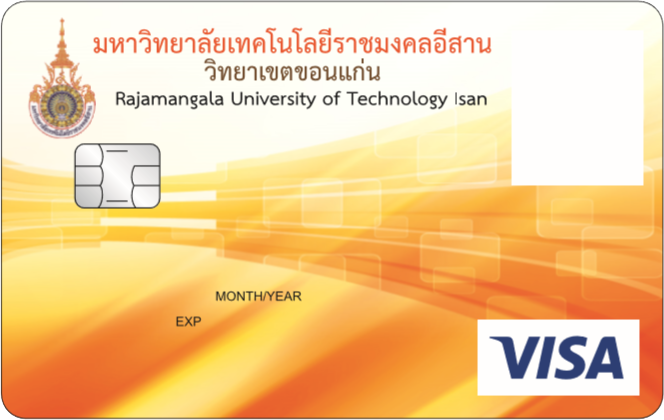 มหาวิทยาลัยเทคโนโลยีราชมงคลอีสาน
วิทยาเขตขอนแก่น
Rajamangala University of Technology Isan
MONTH/YEAR
EXP
VISA